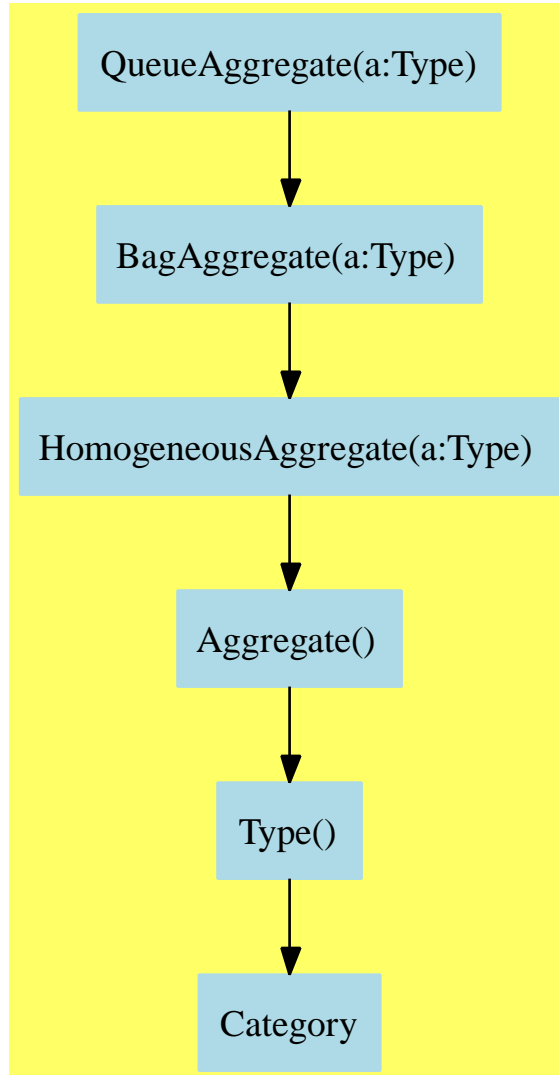 QueueAggregate(a:Type)
BagAggregate(a:Type)
HomogeneousAggregate(a:Type)
Aggregate()
Type()
Category